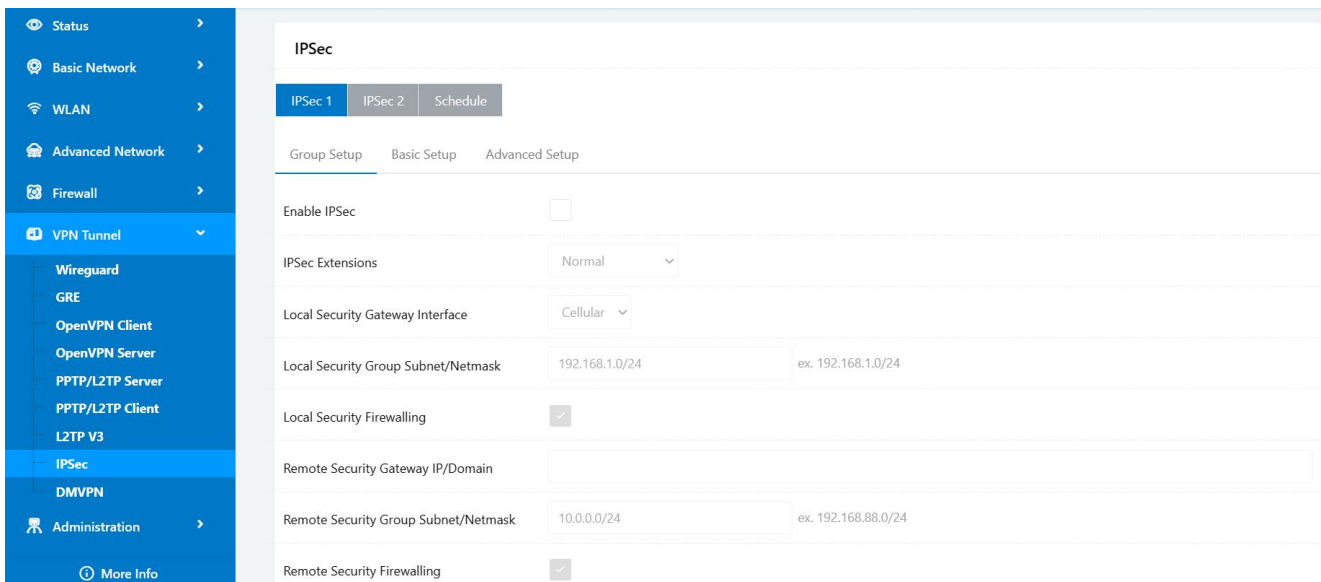 Status
Basic Network
WLAN
Advanced Network
Firewall
VPN Tunnel
Wireguard
GRE
OpenVPN Client
OpenVPN Server
PPTP/L2TP Server
PPTP/L2TP Client
L2TP V3
IPSec
DMVPN
Administration
More Info
IPSec
IPSec 1 IPSec 2 Schedule
Group Setup Basic Setup Advanced Setup
Enable IPSec
IPSec Extensions Normal
Local Security Gateway Interface Cellular
Local Security Group Subnet/Netmask 192.168.1.0/24 ex. 192.168.1.0/24
Local Security Firewalling
Remote Security Gateway IP/Domain
Remote Security Group Subnet/Netmask 10.0.0.0/24 ex. 192.168.88.0/24
Remote Security Firewalling